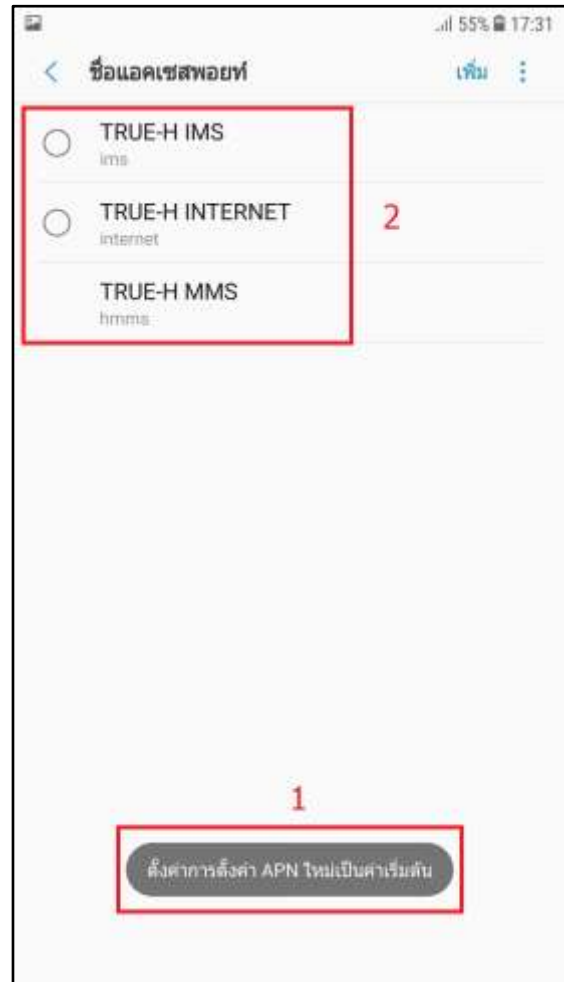 55% 17:31
ชื่อแอคเซสพอยท์ เพิ่ม
TRUE-H IMS
ims
TRUE-H INTERNET
internet
2
TRUE-H MMS
hmms
1
ตั้งค่าการตั้งค่า APN ใหม่เป็นค่าเริ่มต้น